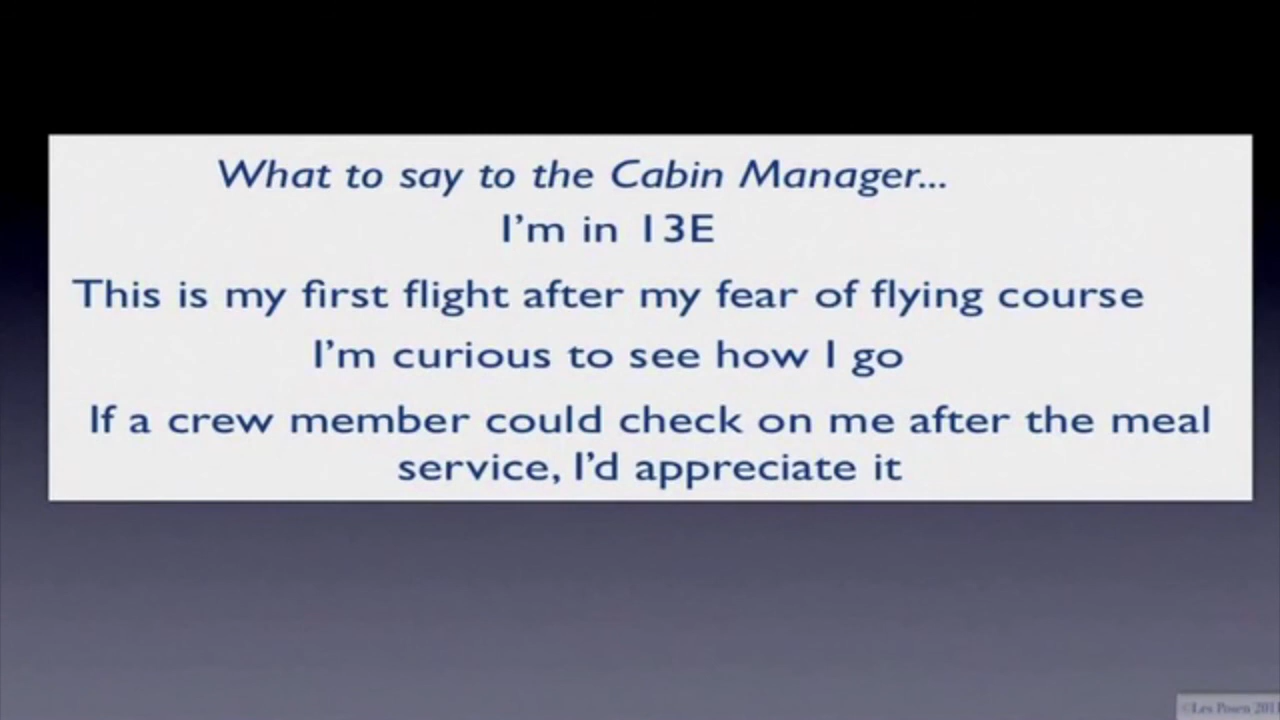 What to say to the Cabin Manager...
I'm in 13E
This is my first flight after my fear of flying course
I'm curious to see how I go
If a crew member could check on me after the meal
service, I'd appreciate it
©Les Posen